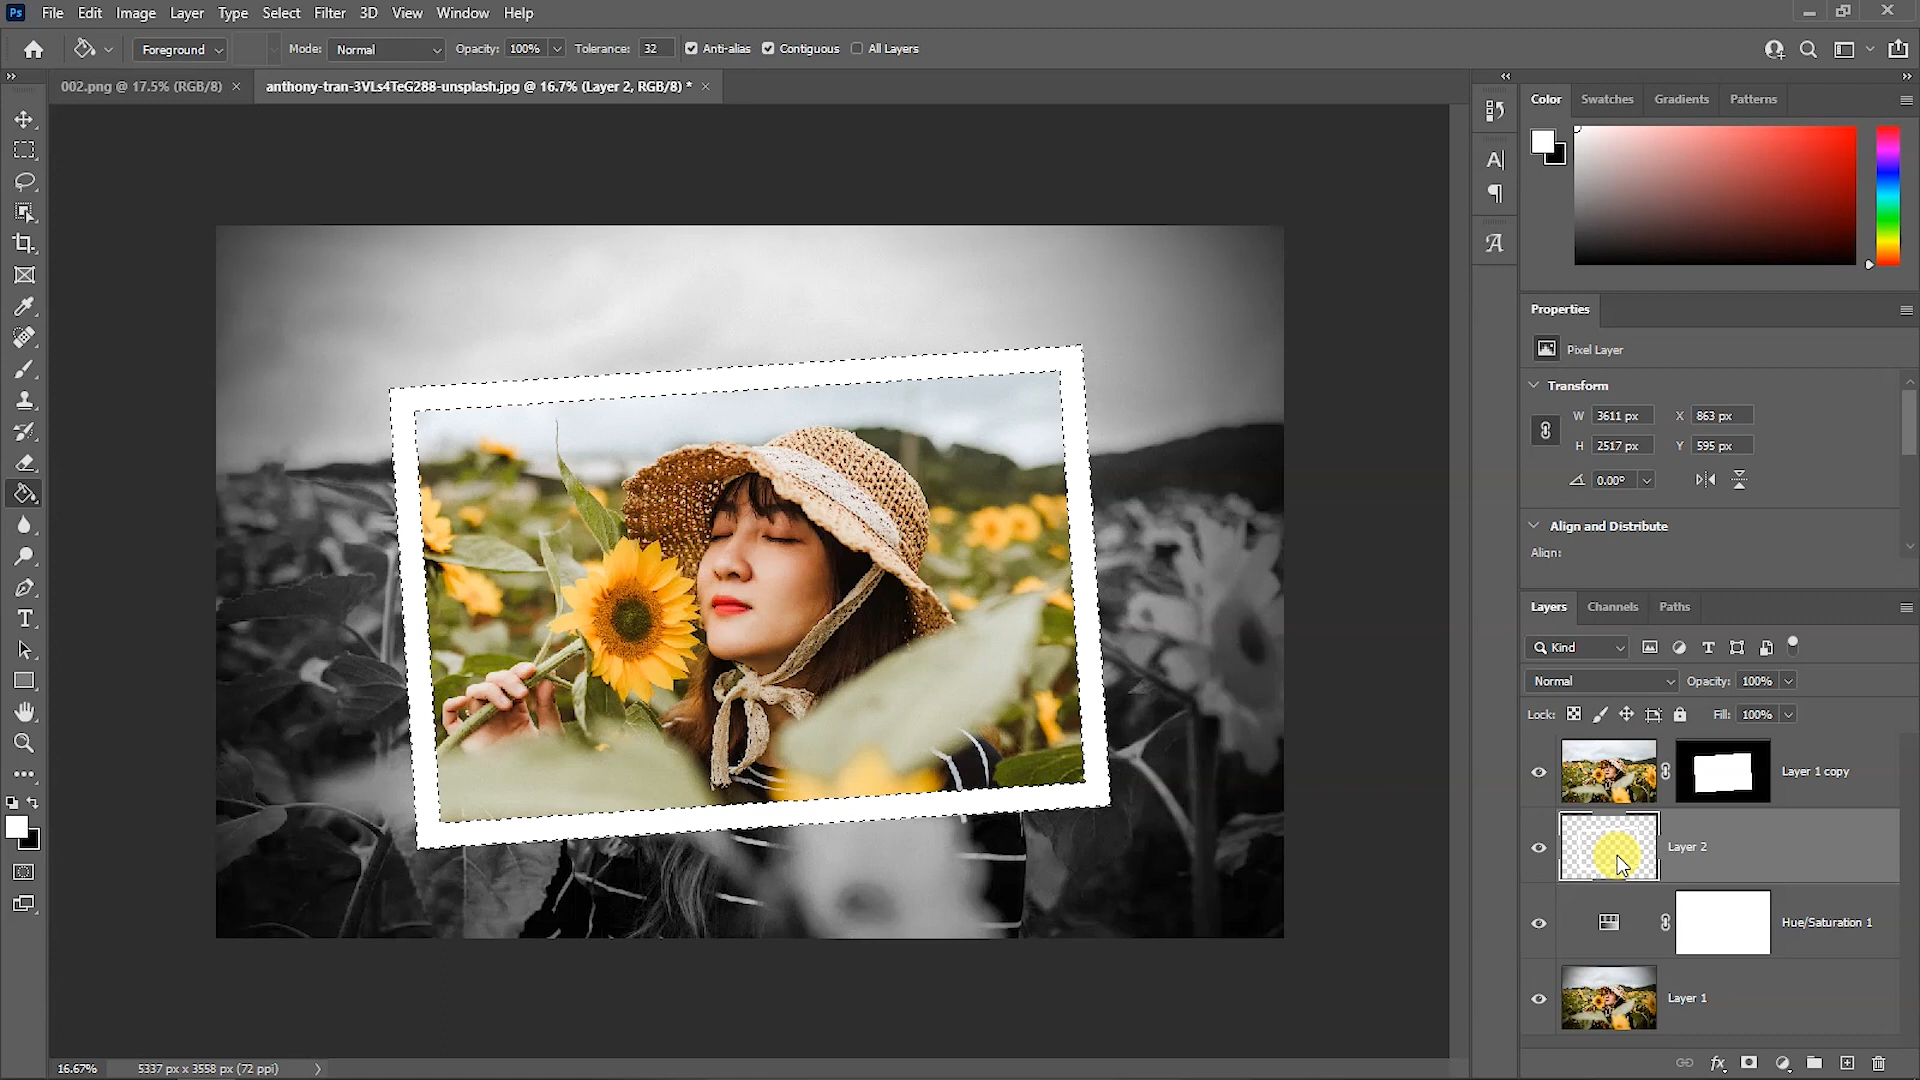 Ps File Edit Image Layer Type Select Filter 3D View Window Help
Foreground Mode: Normal Opacity: 100% Tolerance: 32 Anti-alias Contiguous All Layers
002.png @ 17.5% (RGB/8) × anthony-tran-3VLs4TeG288-unsplash.jpg @ 16.7% (Layer 2, RGB/8) * ×
Color Swatches Gradients Patterns
Properties
Pixel Layer
Transform
W 3611 px X 863 px
H 2517 px Y 595 px
0.00°
Align and Distribute
Align:
Layers Channels Paths
Kind
Normal Opacity: 100%
Lock: Fill: 100%
Layer 1 copy
Layer 2
Hue/Saturation 1
Layer 1
fx
16.67% 5337 px x 3558 px (72 ppi)